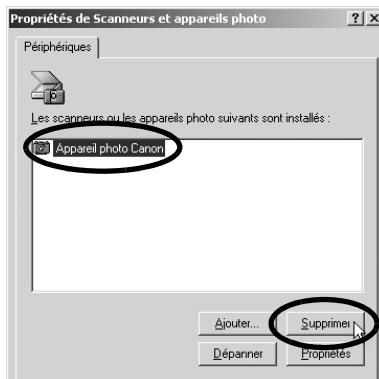 Propriétés de Scanneurs et appareils photo
Périphériques
Les scanneurs ou les appareils photo suivants sont installés :
Appareil photo Canon
Ajouter... Supprimer
Dépanner Propriétés